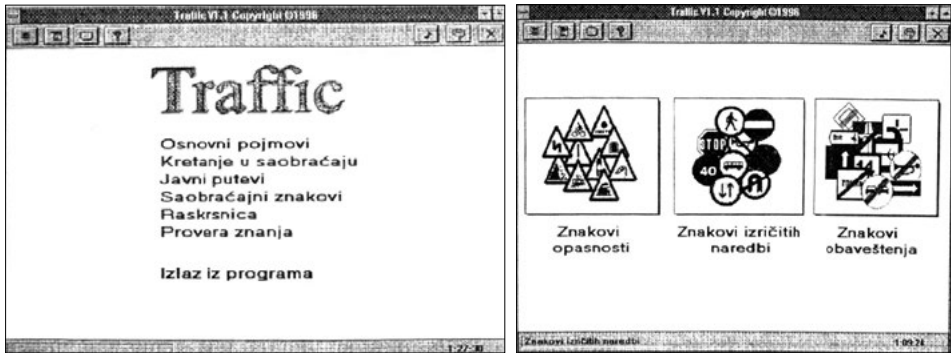 Traffic V1.1 Copyright ©1996
Traffic
Osnovni pojmovi
Kretanje u saobraćaju
Javni putevi
Saobraćajni znakovi
Raskrsnica
Provera znanja
Izlaz iz programa
Traffic V1.1 Copyright ©1996
STOP
40
Znakovi
opasnosti
Znakovi izričitih
naredbi
Znakovi
obaveštenja
Znakovi izričitih naredbi